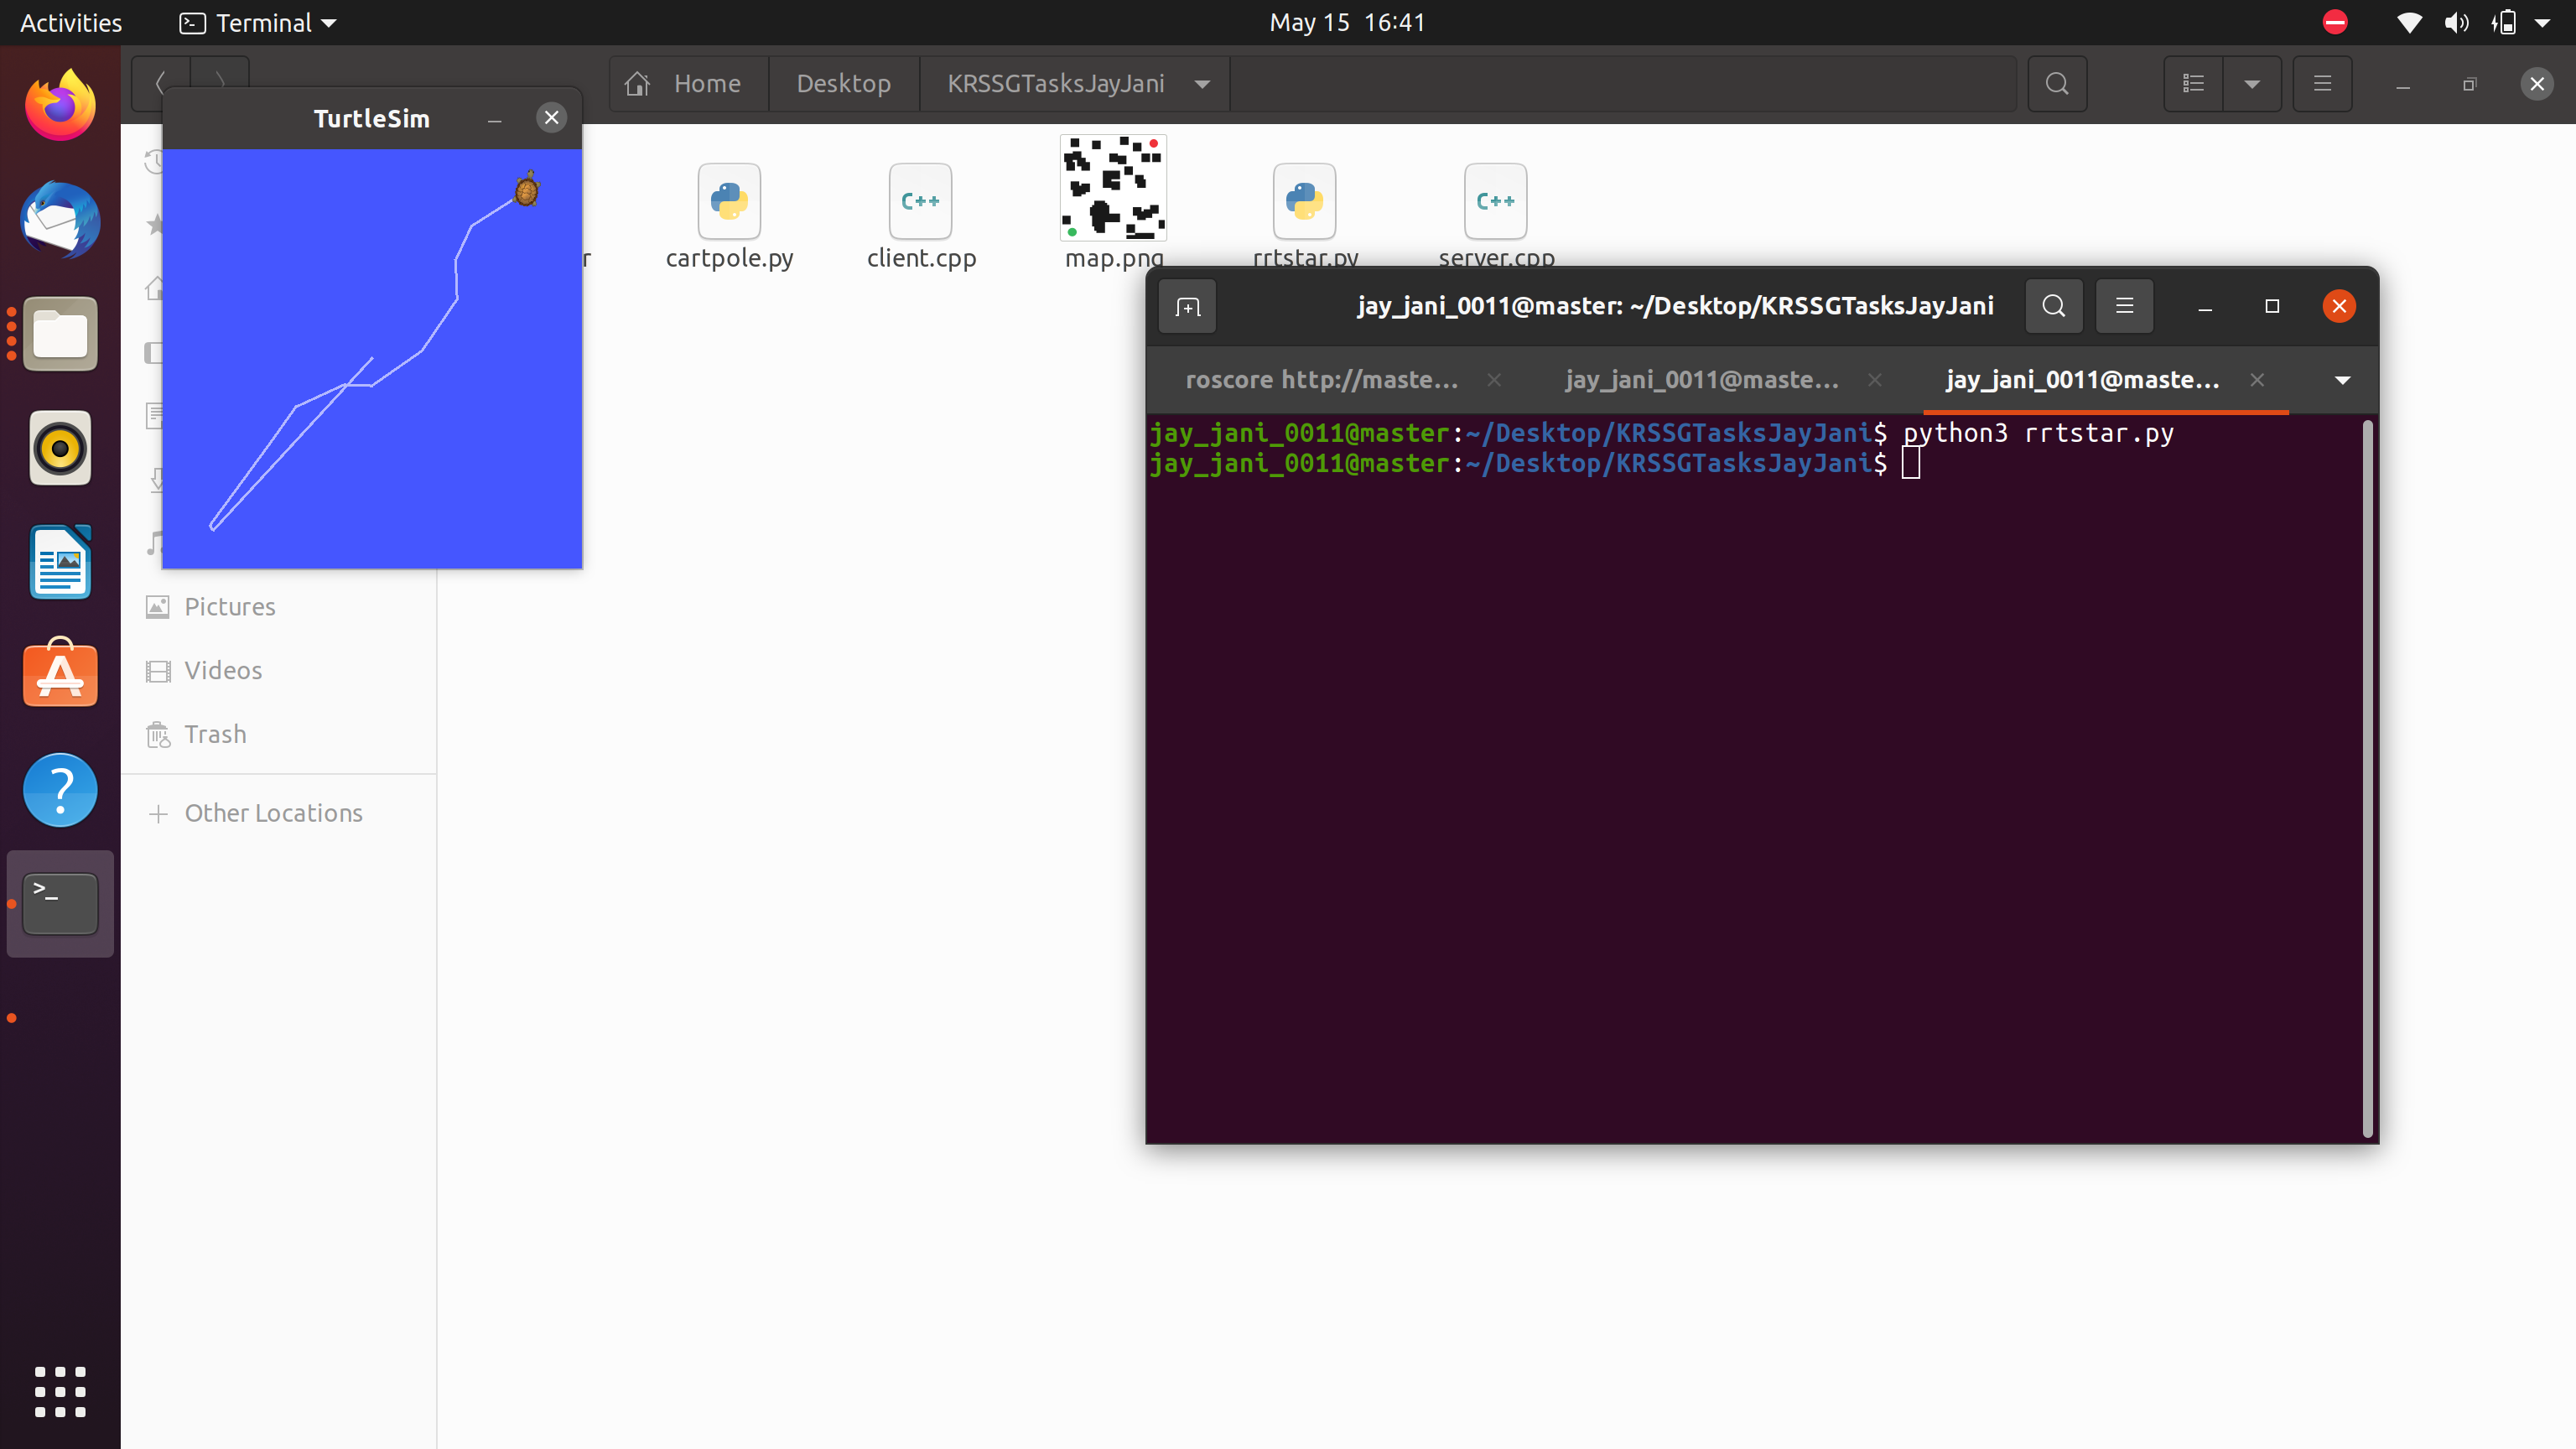 Activities
Terminal
May 15 16:41
Home
Desktop
KRSSGTasksJayJani
TurtleSim
r
cartpole.py
client.cpp
map.png
rrtstar.py
server.cpp
jay_jani_0011@master: ~/Desktop/KRSSGTasksJayJani
roscore http://maste...
jay_jani_0011@maste...
jay_jani_0011@maste...
jay_jani_0011@master:~/Desktop/KRSSGTasksJayJani$ python3 rrtstar.py
jay_jani_0011@master:~/Desktop/KRSSGTasksJayJani$
Pictures
Videos
Trash
Other Locations